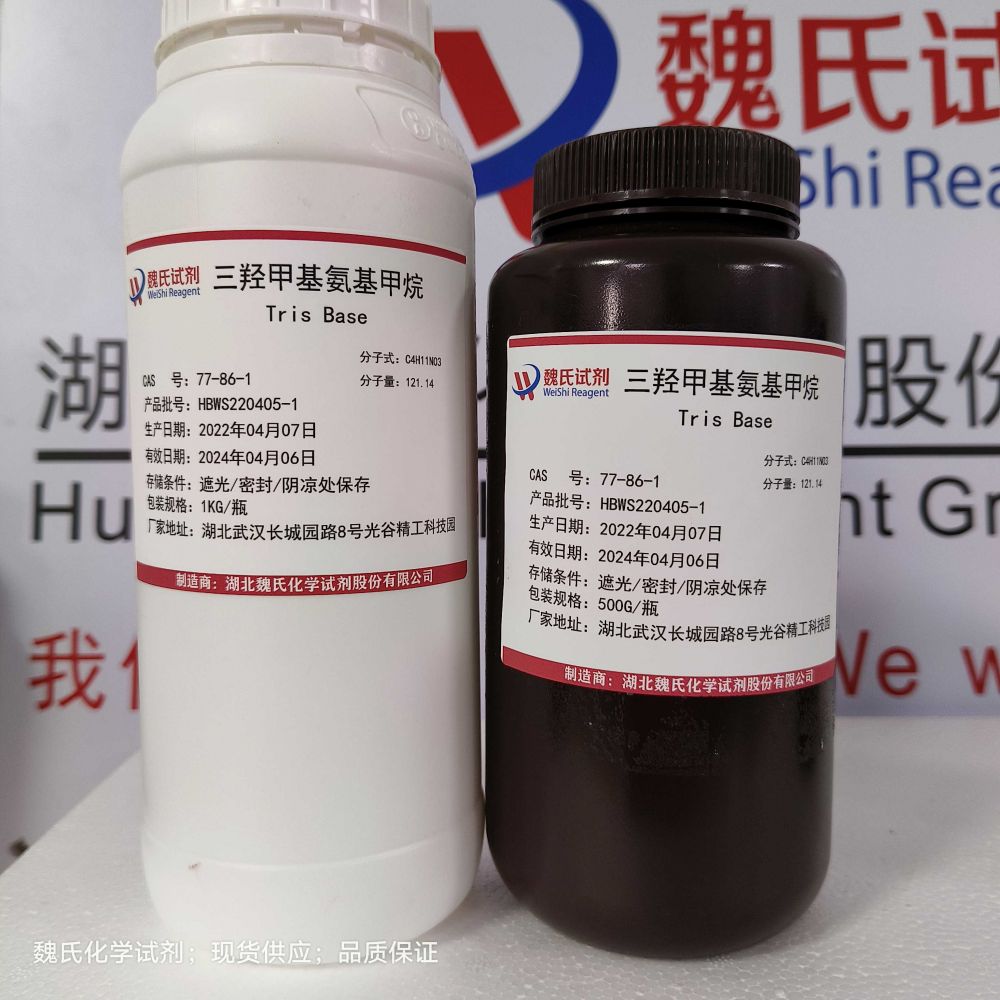 魏氏试
WeiShi Rea
魏氏试剂
WeiShi Reagent
三羟甲基氨基甲烷
Tris Base
分子式: C4H11NO3
CAS 号: 77-86-1
分子量: 121.14
产品批号: HBWS220405-1
生产日期: 2022年04月07日
有效日期: 2024年04月06日
存储条件: 遮光/密封/阴凉处保存
包装规格: 1KG/瓶
厂家地址: 湖北武汉长城园路8号光谷精工科技园
制造商: 湖北魏氏化学试剂股份有限公司
魏氏试剂
WeiShi Reagent
三羟甲基氨基甲烷
Tris Base
分子式: C4H11NO3
CAS 号: 77-86-1
分子量: 121.14
产品批号: HBWS220405-1
生产日期: 2022年04月07日
有效日期: 2024年04月06日
存储条件: 遮光/密封/阴凉处保存
包装规格: 500G/瓶
厂家地址: 湖北武汉长城园路8号光谷精工科技园
制造商: 湖北魏氏化学试剂股份有限公司
湖 股份
Hu nt Gr
我 We w
魏氏化学试剂；现货供应；品质保证